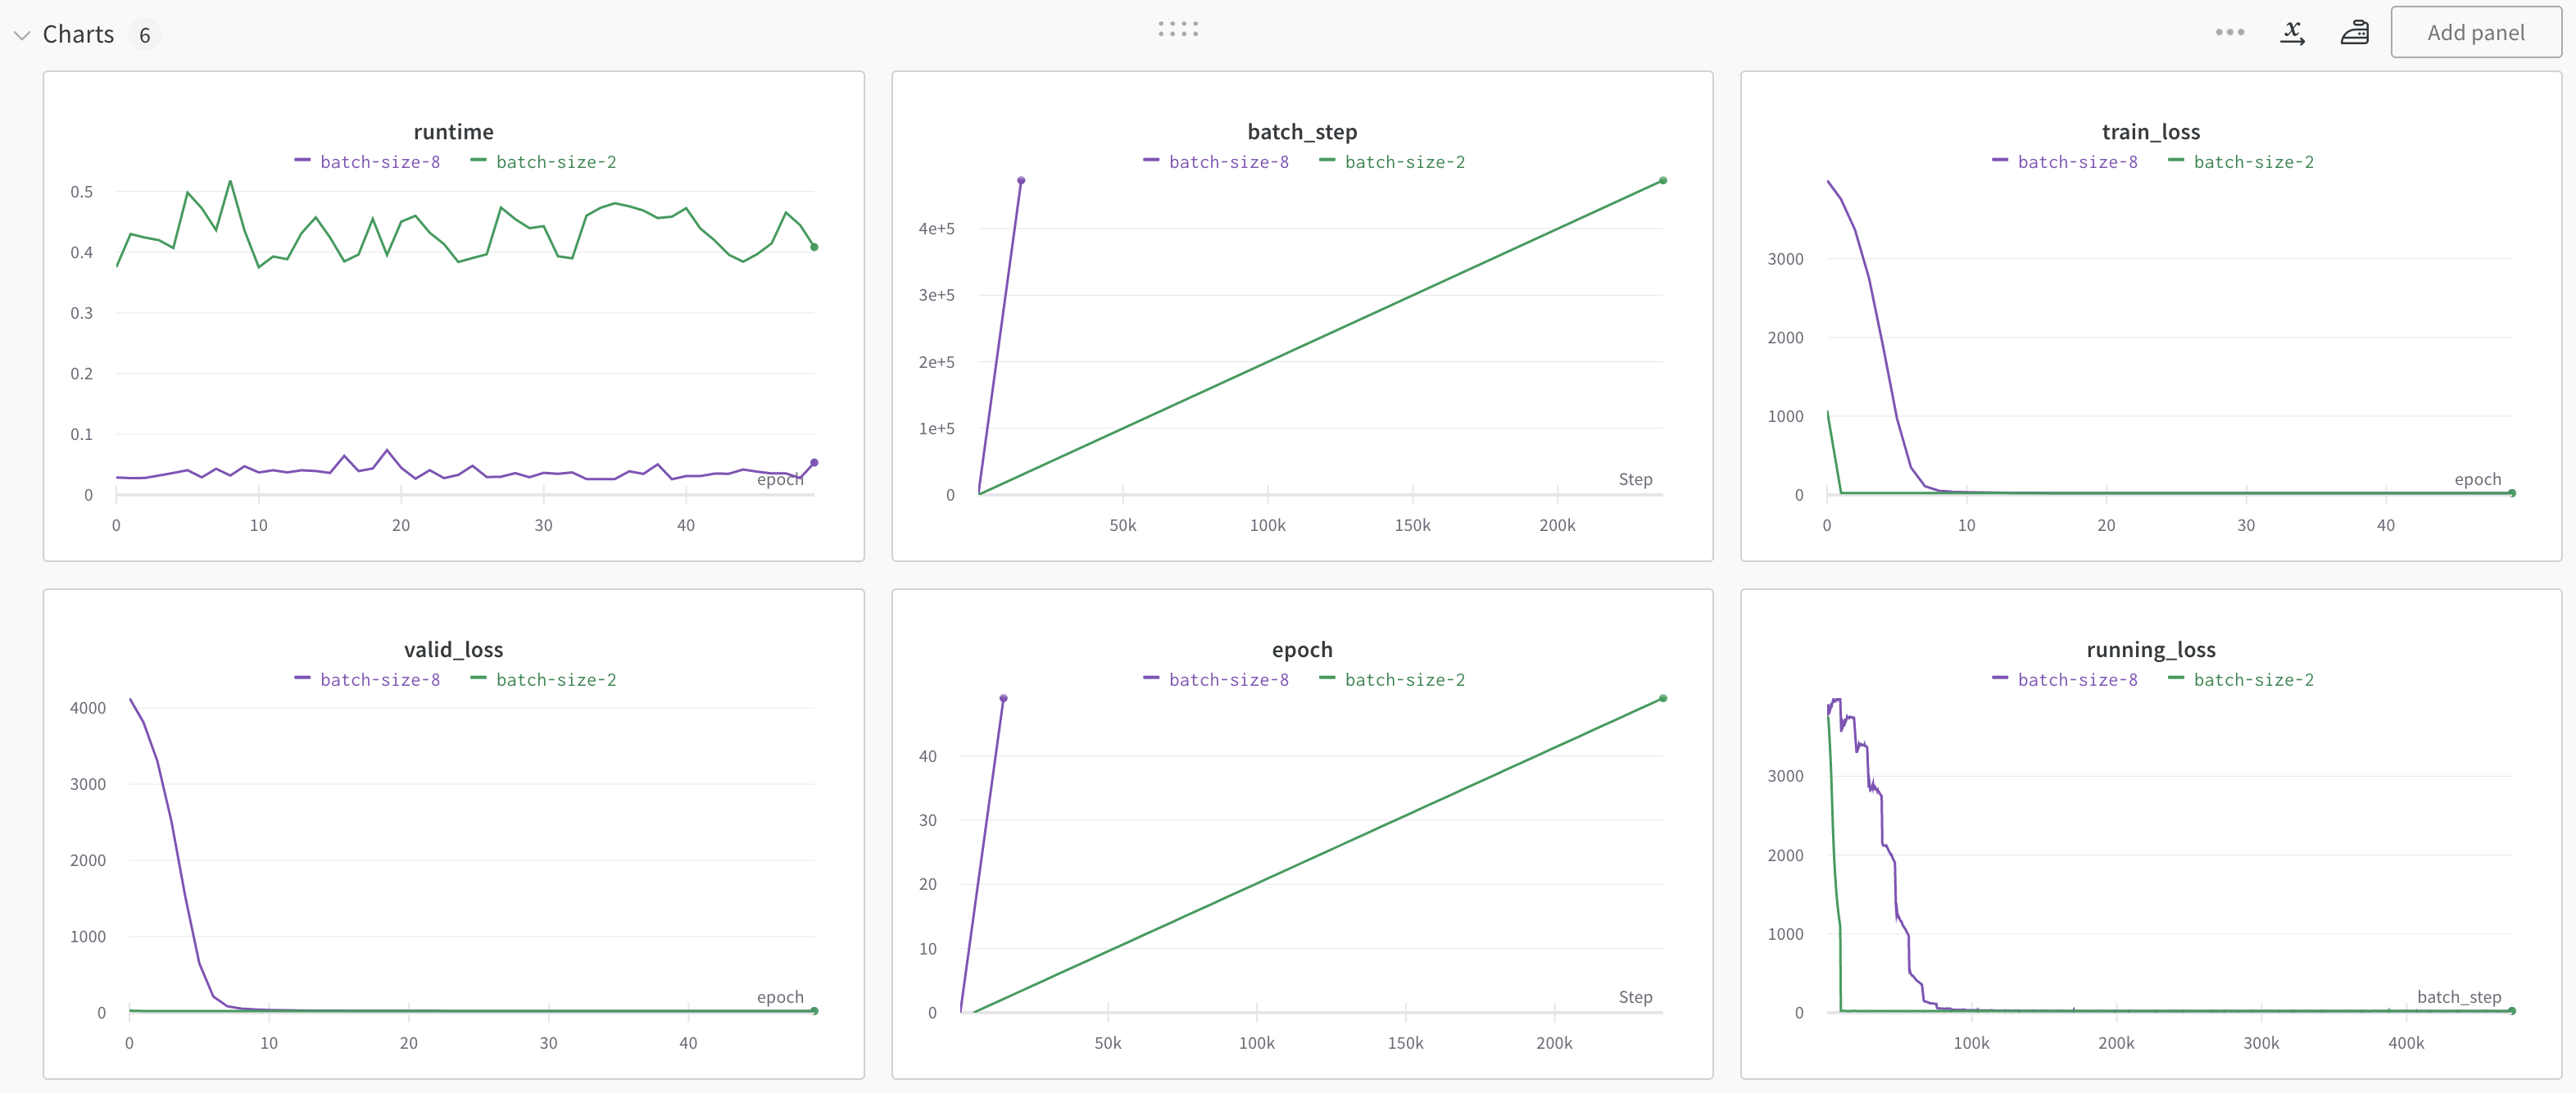 Charts 6
Add panel
runtime
batch-size-8 batch-size-2
0.5
0.4
0.3
0.2
0.1
0
epoch
0 10 20 30 40
batch_step
batch-size-8 batch-size-2
4e+5
3e+5
2e+5
1e+5
0
Step
50k 100k 150k 200k
train_loss
batch-size-8 batch-size-2
3000
2000
1000
0
epoch
0 10 20 30 40
valid_loss
batch-size-8 batch-size-2
4000
3000
2000
1000
0
epoch
0 10 20 30 40
epoch
batch-size-8 batch-size-2
40
30
20
10
0
Step
50k 100k 150k 200k
running_loss
batch-size-8 batch-size-2
3000
2000
1000
0
batch_step
100k 200k 300k 400k